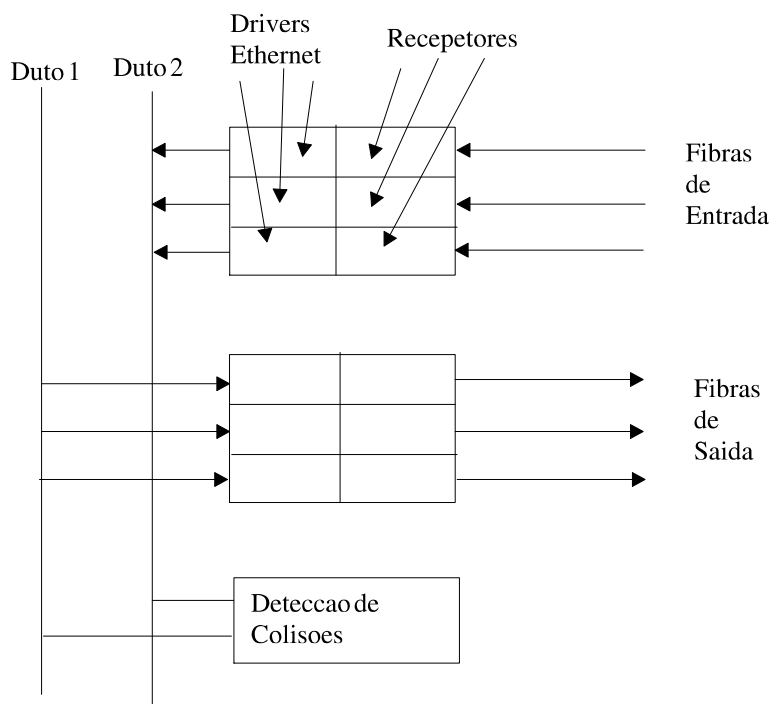 Drivers
Ethernet
Recepetores
Duto 1
Duto 2
Fibras
de
Entrada
Fibras
de
Saida
Deteccao de
Colisoes